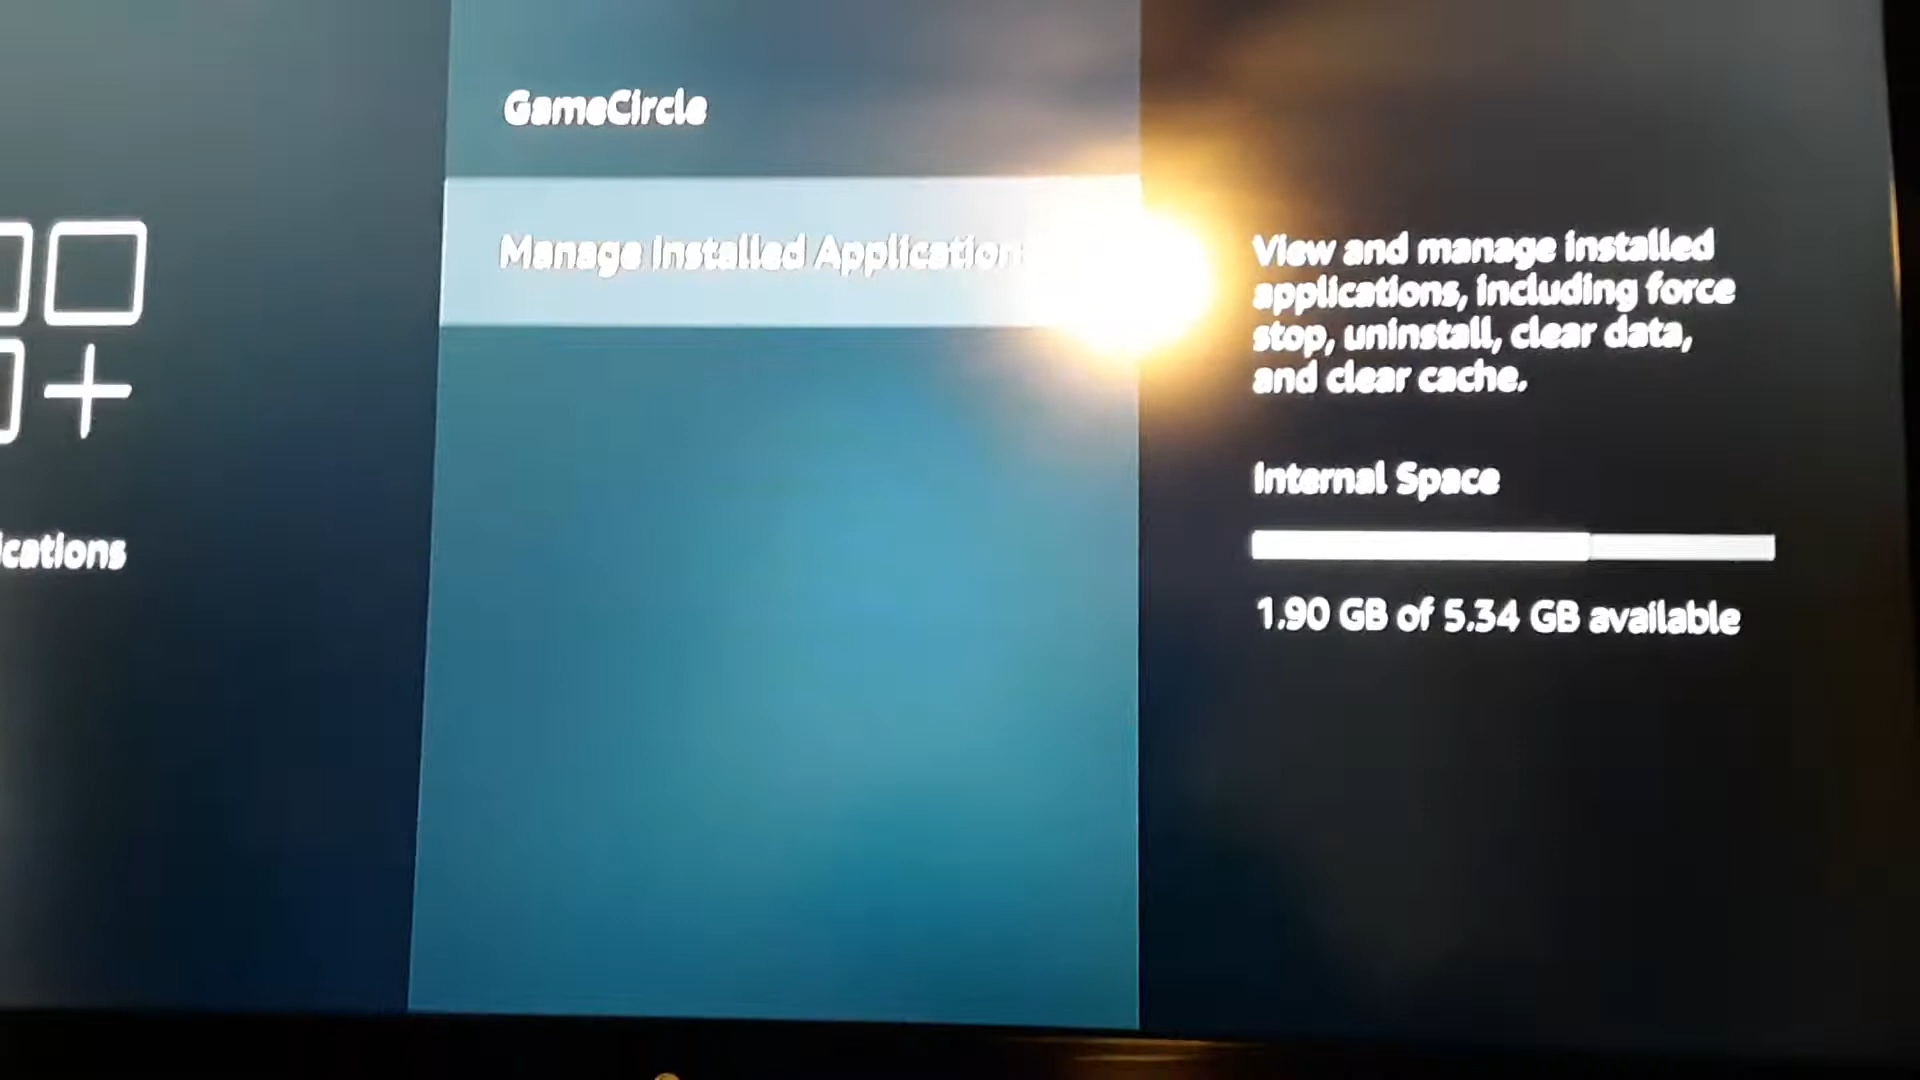 GameCircle
Manage Installed Application
View and manage installed
applications, including force
stop, uninstall, clear data,
and clear cache.
Internal Space
1.90 GB of 5.34 GB available
ications